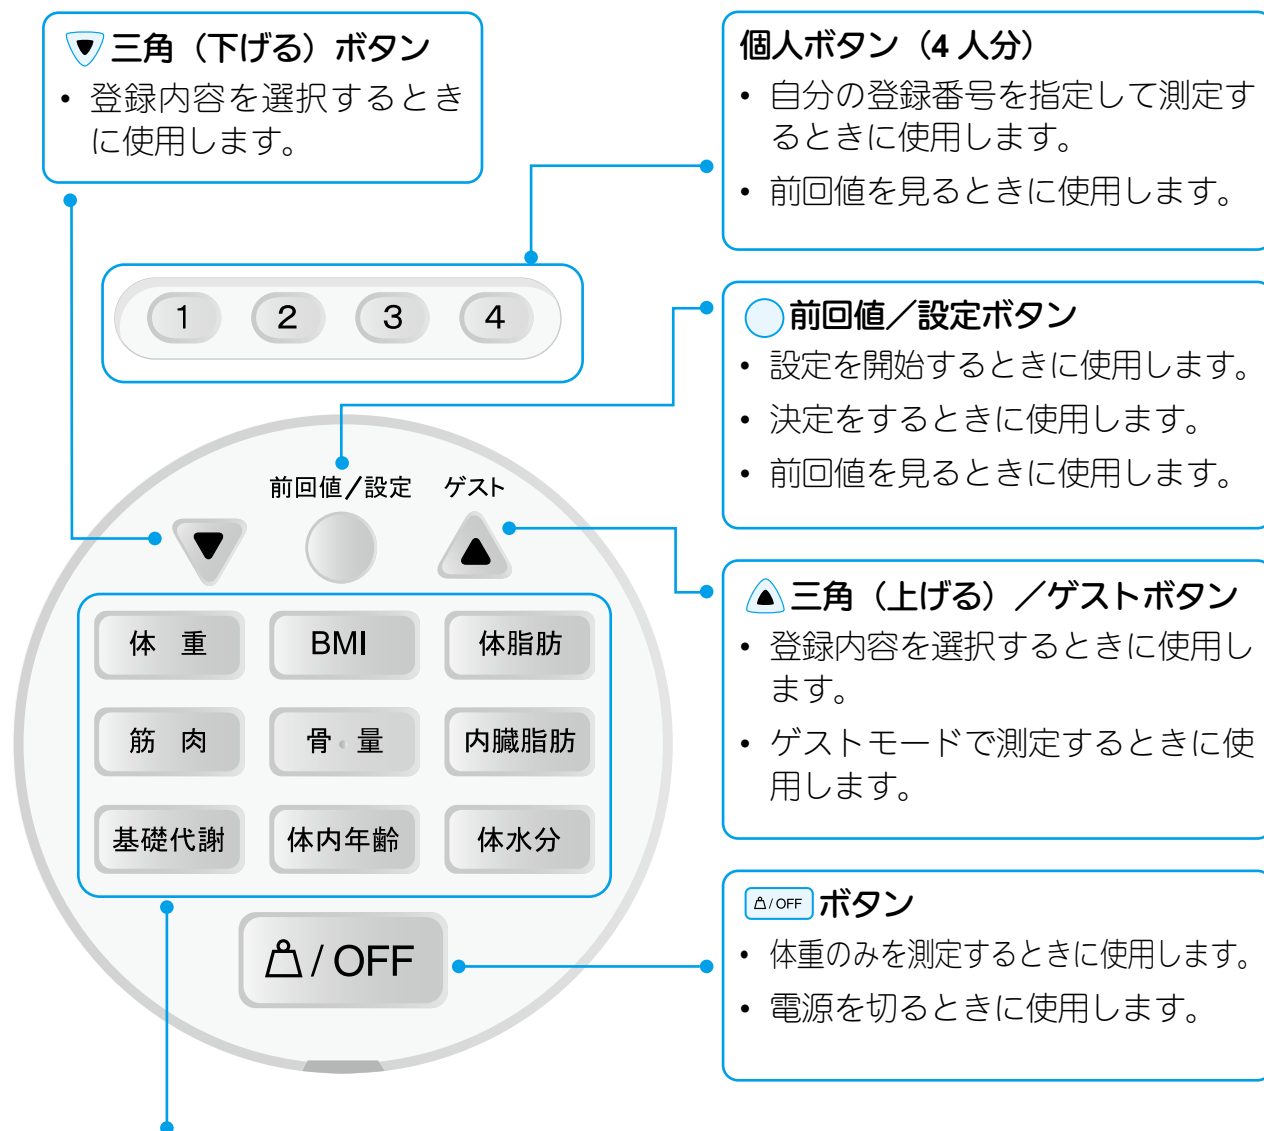 ▼ 三角（下げる）ボタン
• 登録内容を選択するとき
に使用します。
個人ボタン（4 人分）
• 自分の登録番号を指定して測定す
るときに使用します。
• 前回値を見るときに使用します。
1 2 3 4
前回値／設定ボタン
• 設定を開始するときに使用します。
• 決定をするときに使用します。
• 前回値を見るときに使用します。
前回値/設定 ゲスト
▼ ▲
▲ 三角（上げる）／ゲストボタン
• 登録内容を選択するときに使用し
ます。
• ゲストモードで測定するときに使
用します。
体 重 BMI 体脂肪
筋 肉 骨 量 内臓脂肪
基礎代謝 体内年齢 体水分
/ OFF
/ OFF ボタン
• 体重のみを測定するときに使用します。
• 電源を切るときに使用します。